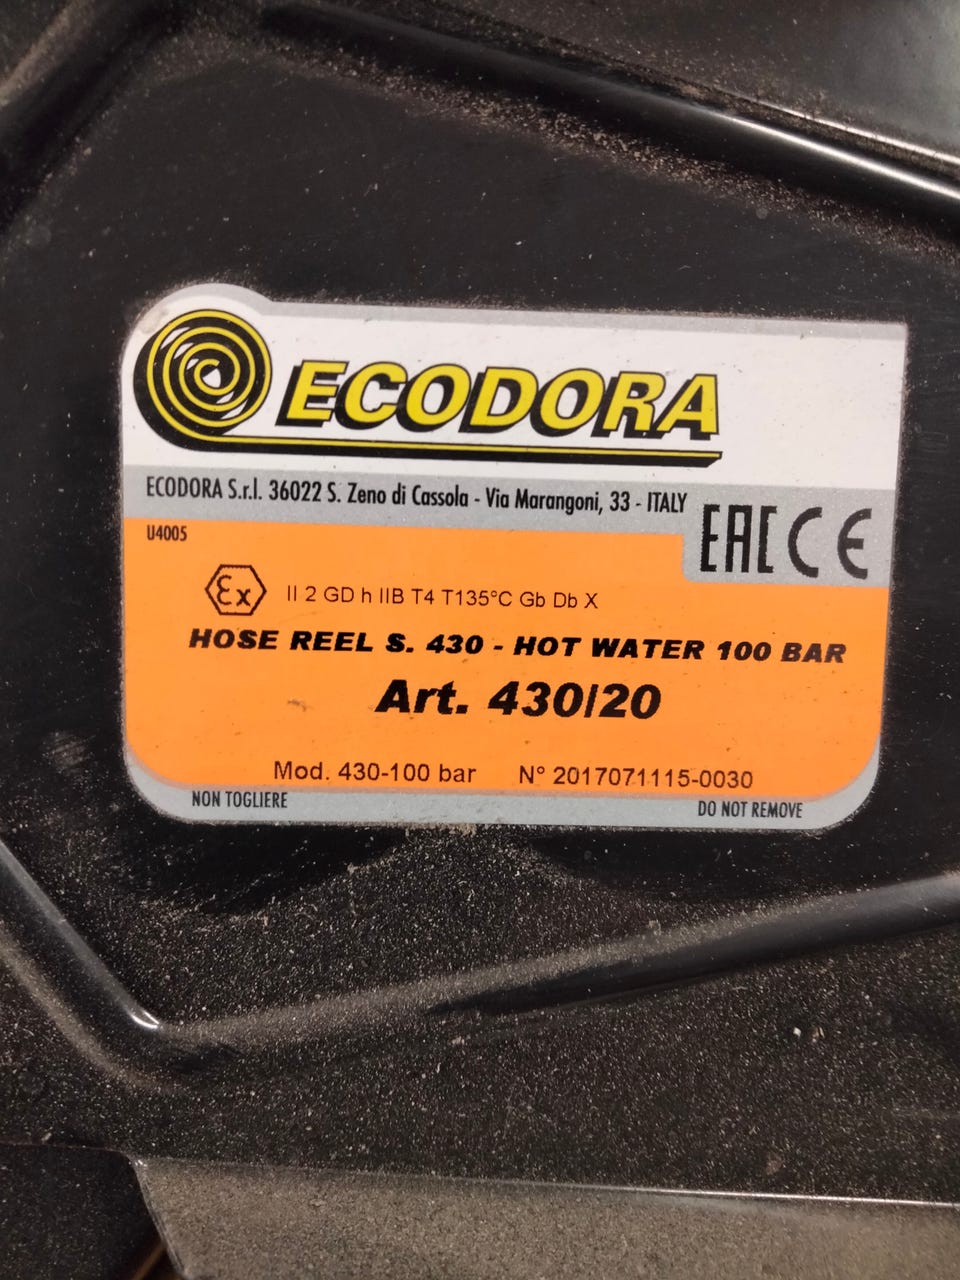 ECODORA
ECODORA S.r.l. 36022 S. Zeno di Cassola - Via Marangoni, 33 - ITALY
EAC CE
U4005
Ex II 2 GD h IIB T4 T135°C Gb Db X
HOSE REEL S. 430 - HOT WATER 100 BAR
Art. 430/20
Mod. 430-100 bar N° 2017071115-0030
NON TOGLIERE DO NOT REMOVE